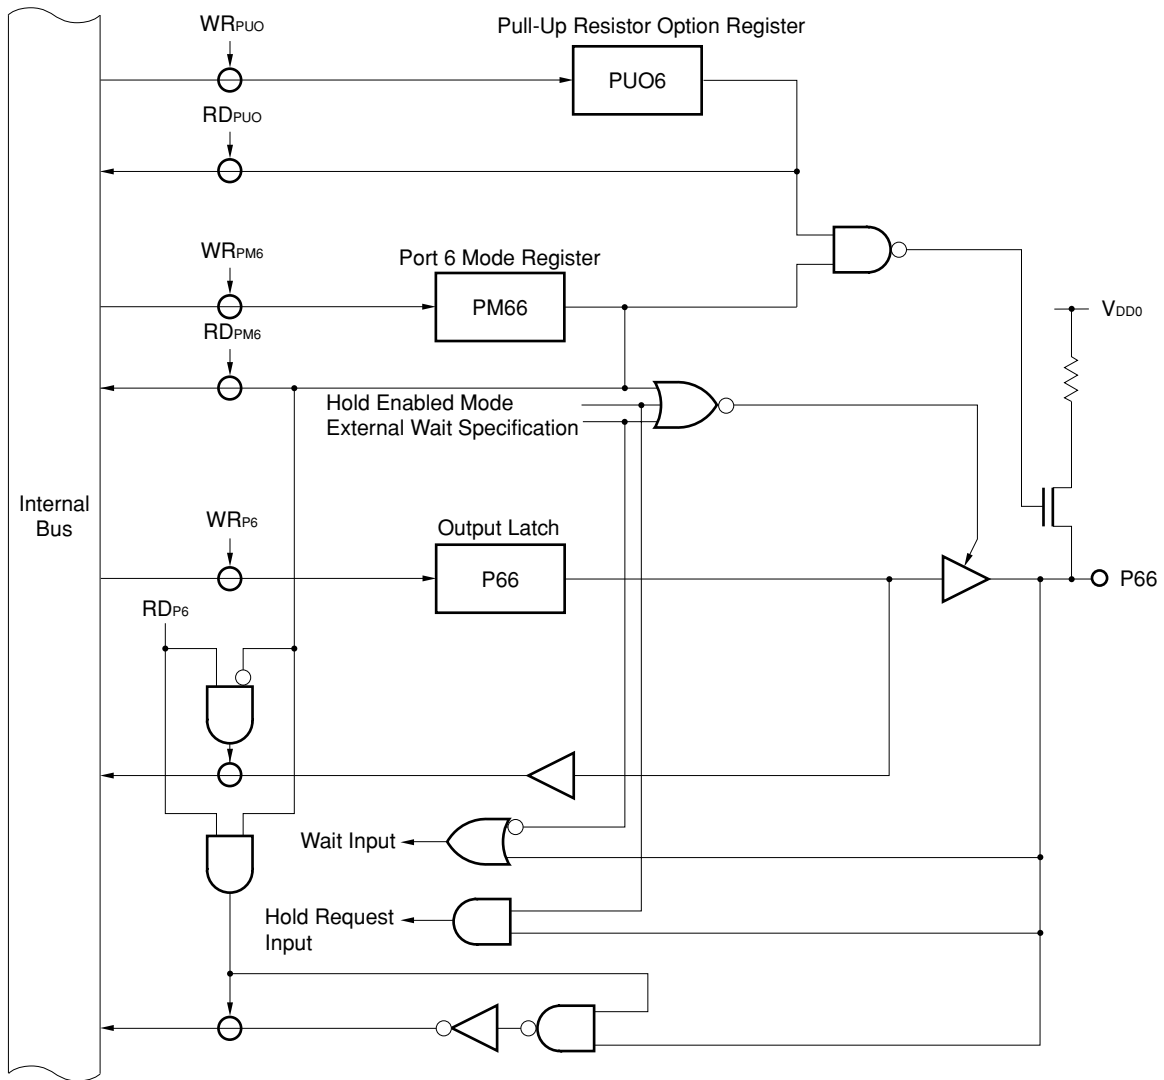 WRPUO
Pull-Up Resistor Option Register
PUO6
RDPUO
WRPM6
Port 6 Mode Register
PM66
VDD0
RDPM6
Hold Enabled Mode
External Wait Specification
Internal
Bus
WRP6
Output Latch
P66
P66
RDP6
Wait Input
Hold Request
Input